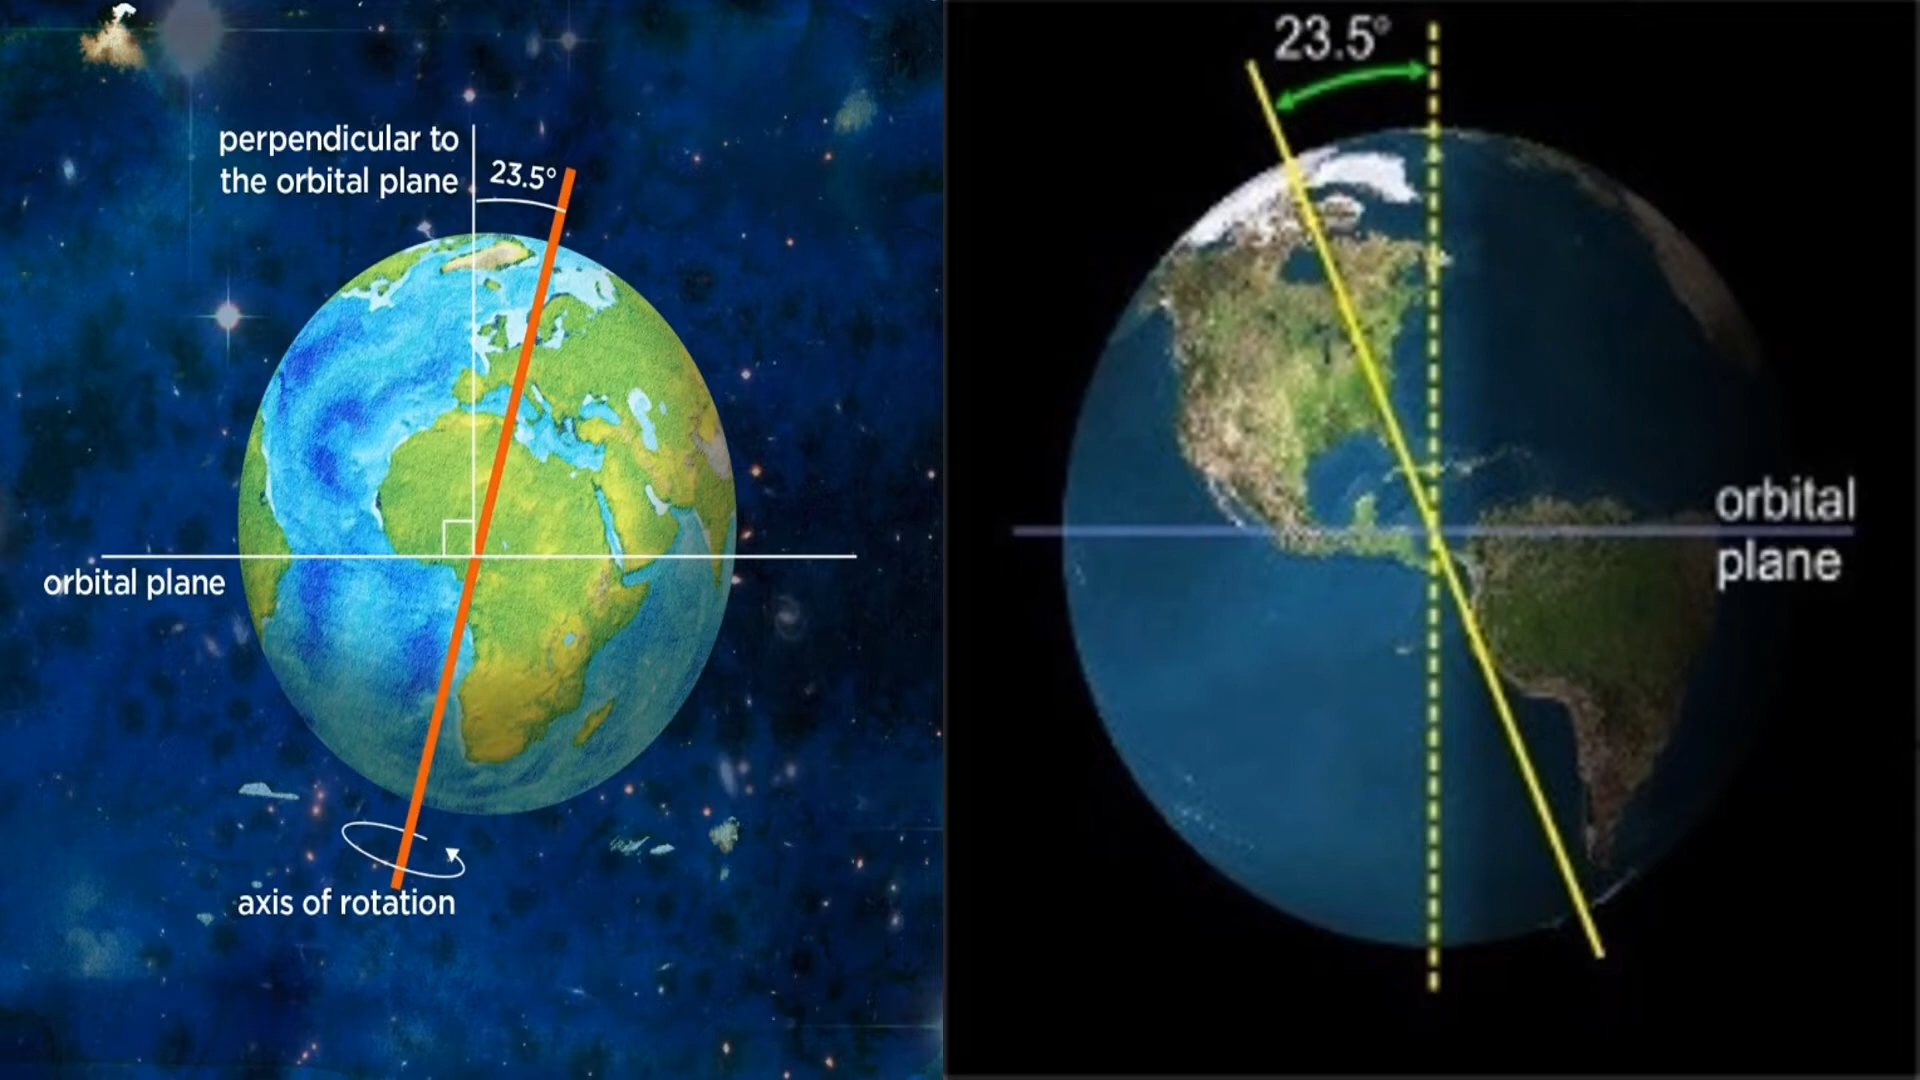 perpendicular to
the orbital plane
23.5°
orbital plane
axis of rotation
23.5°
orbital
plane